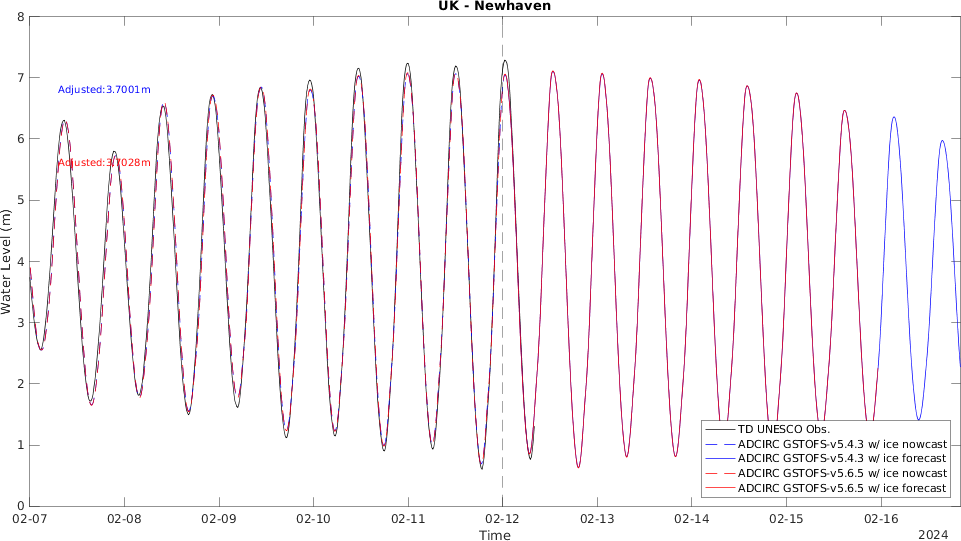 UK - Newhaven
8
7
6
5
4
3
2
1
0
Water Level (m)
Adjusted:3.7001m
Adjusted:3.7028m
TD UNESCO Obs.
ADCIRC GSTOFS-v5.4.3 w/ ice nowcast
ADCIRC GSTOFS-v5.4.3 w/ ice forecast
ADCIRC GSTOFS-v5.6.5 w/ ice nowcast
ADCIRC GSTOFS-v5.6.5 w/ ice forecast
02-07 02-08 02-09 02-10 02-11 02-12 02-13 02-14 02-15 02-16
Time
2024